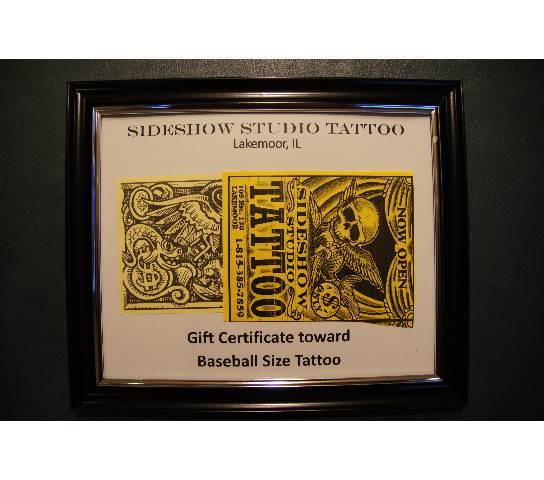 SIDESHOW STUDIO TATTOO
Lakemoor, IL
NOW OPEN
SIDESHOW
STUDIO
TATTOO
LAKEMOOR 1-815-385-7859
Gift Certificate toward
Baseball Size Tattoo